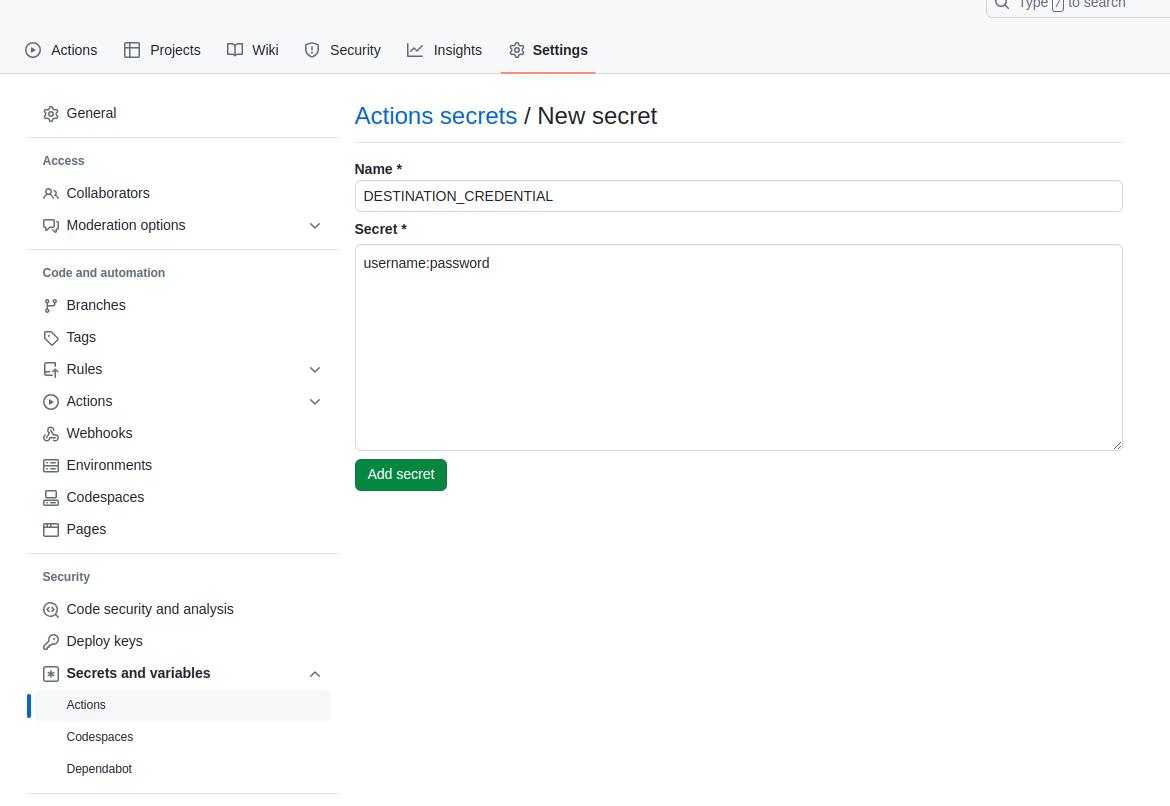 Type / to search
Actions Projects Wiki Security Insights Settings
General
Access
Collaborators
Moderation options
Code and automation
Branches
Tags
Rules
Actions
Webhooks
Environments
Codespaces
Pages
Security
Code security and analysis
Deploy keys
Secrets and variables
Actions
Codespaces
Dependabot
Actions secrets / New secret
Name *
DESTINATION_CREDENTIAL
Secret *
username:password
Add secret